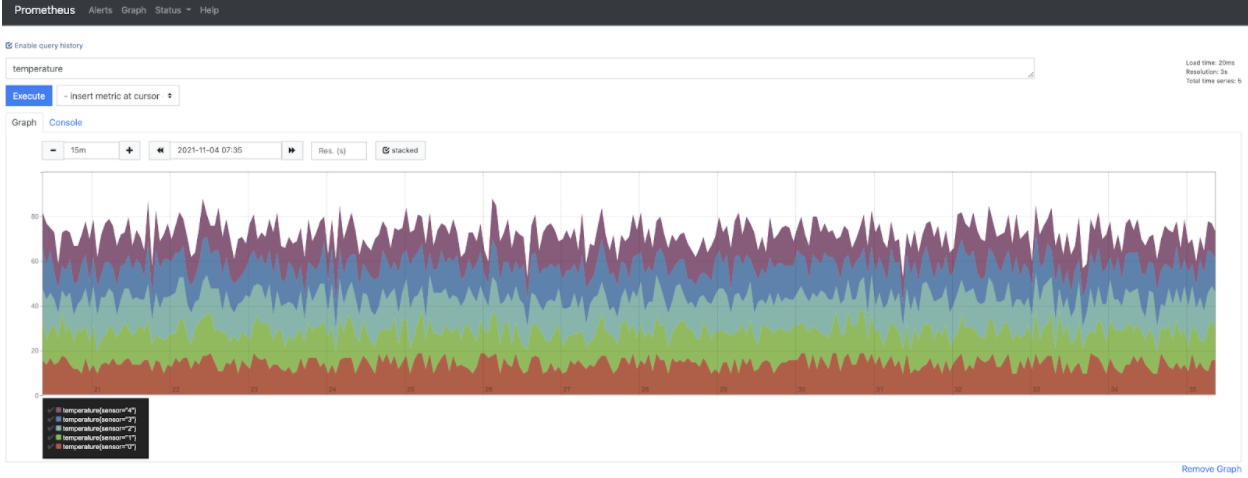 Prometheus Alerts Graph Status Help
Enable query history
temperature
Load time: 20ms
Resolution: 3s
Total time series: 5
Execute - insert metric at cursor
Graph Console
- 15m + 2021-11-04 07:35 Res. (s) stacked
80
60
40
20
0
21 22 23 24 25 26 27 28 29 30 31 32 33 34 35
temperature{sensor="4"}
temperature{sensor="3"}
temperature{sensor="2"}
temperature{sensor="1"}
temperature{sensor="0"}
Remove Graph